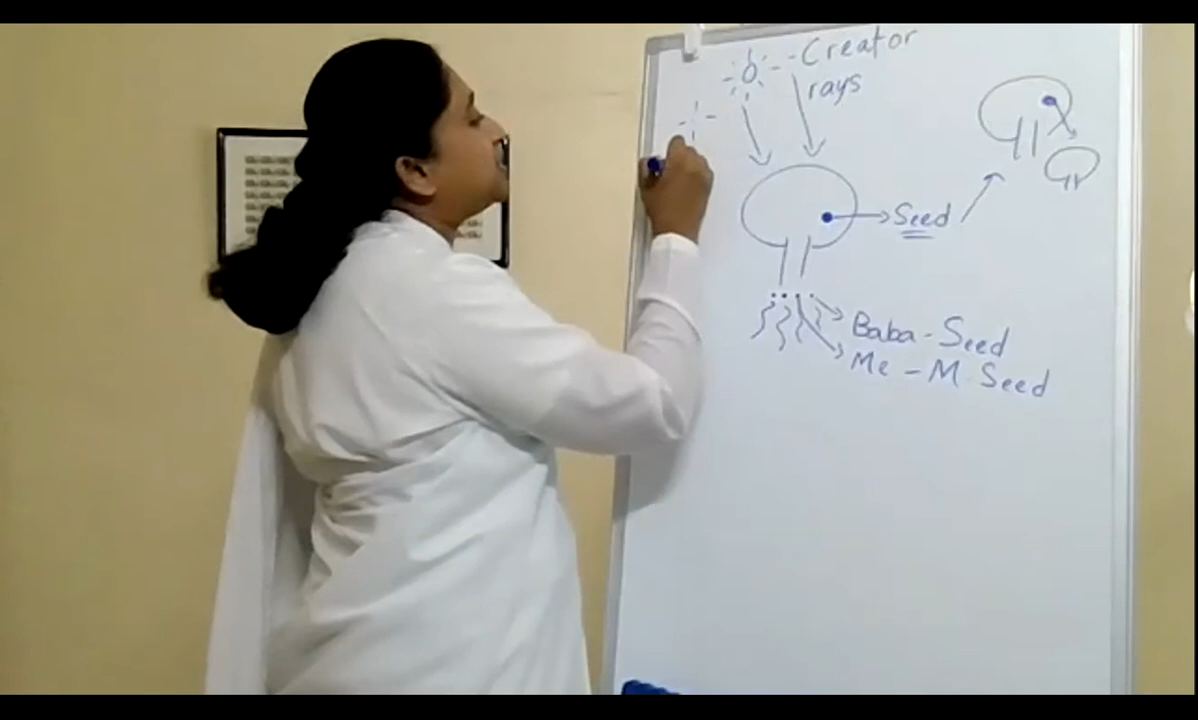 Creator
rays
Seed
Baba - Seed
Me - M. Seed